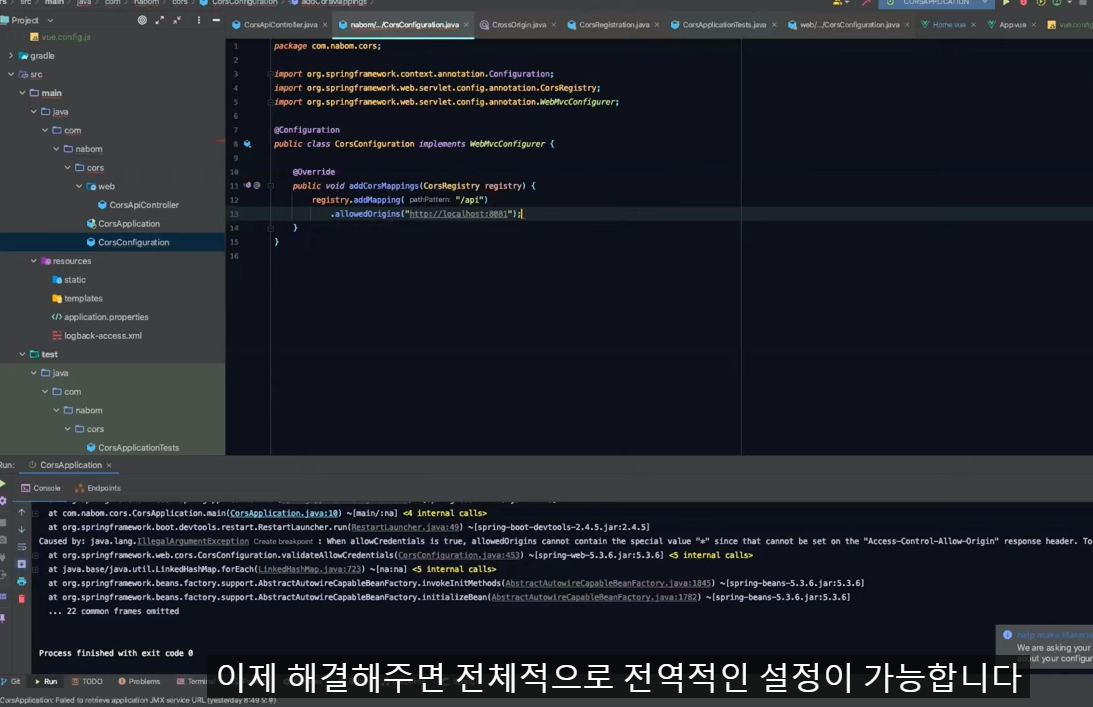 src main java com nabom cors CorsConfiguration addCorsMappings
Project
CORSAPPLICATION
CorsApiController.java
nabom/.../CorsConfiguration.java
CrossOrigin.java
CorsRegistration.java
CorsApplicationTests.java
web/.../CorsConfiguration.java
Home.vue
App.vue
vue.config
vue.config.js
gradle
src
main
java
com
nabom
cors
web
CorsApiController
CorsApplication
CorsConfiguration
resources
static
templates
application.properties
logback-access.xml
test
java
com
nabom
cors
CorsApplicationTests
1 package com.nabom.cors;
2
3 import org.springframework.context.annotation.Configuration;
4 import org.springframework.web.servlet.config.annotation.CorsRegistry;
5 import org.springframework.web.servlet.config.annotation.WebMvcConfigurer;
6
7 @Configuration
8 public class CorsConfiguration implements WebMvcConfigurer {
9
10 @Override
11 public void addCorsMappings(CorsRegistry registry) {
12 registry.addMapping( pathPattern: "/api")
13 .allowedOrigins("http://localhost:8081");
14 }
15 }
16
Run: CorsApplication
Console Endpoints
at com.nabom.cors.CorsApplication.main(CorsApplication.java:10) ~[main/:na] <4 internal calls>
at org.springframework.boot.devtools.restart.RestartLauncher.run(RestartLauncher.java:49) ~[spring-boot-devtools-2.4.5.jar:2.4.5]
Caused by: java.lang.IllegalArgumentException Create breakpoint : When allowCredentials is true, allowedOrigins cannot contain the special value "*" since that cannot be set on the "Access-Control-Allow-Origin" response header. To
at org.springframework.web.cors.CorsConfiguration.validateAllowCredentials(CorsConfiguration.java:453) ~[spring-web-5.3.6.jar:5.3.6] <5 internal calls>
at java.base/java.util.LinkedHashMap.forEach(LinkedHashMap.java:723) ~[na:na] <5 internal calls>
at org.springframework.beans.factory.support.AbstractAutowireCapableBeanFactory.invokeInitMethods(AbstractAutowireCapableBeanFactory.java:1845) ~[spring-beans-5.3.6.jar:5.3.6]
at org.springframework.beans.factory.support.AbstractAutowireCapableBeanFactory.initializeBean(AbstractAutowireCapableBeanFactory.java:1782) ~[spring-beans-5.3.6.jar:5.3.6]
... 22 common frames omitted
Process finished with exit code 0
We are asking your
about your configur
이제 해결해주면 전체적으로 전역적인 설정이 가능합니다
Git Run TODO Problems Termin
CorsApplication: Failed to retrieve application JMX service URL (yesterday 8:49 오후)